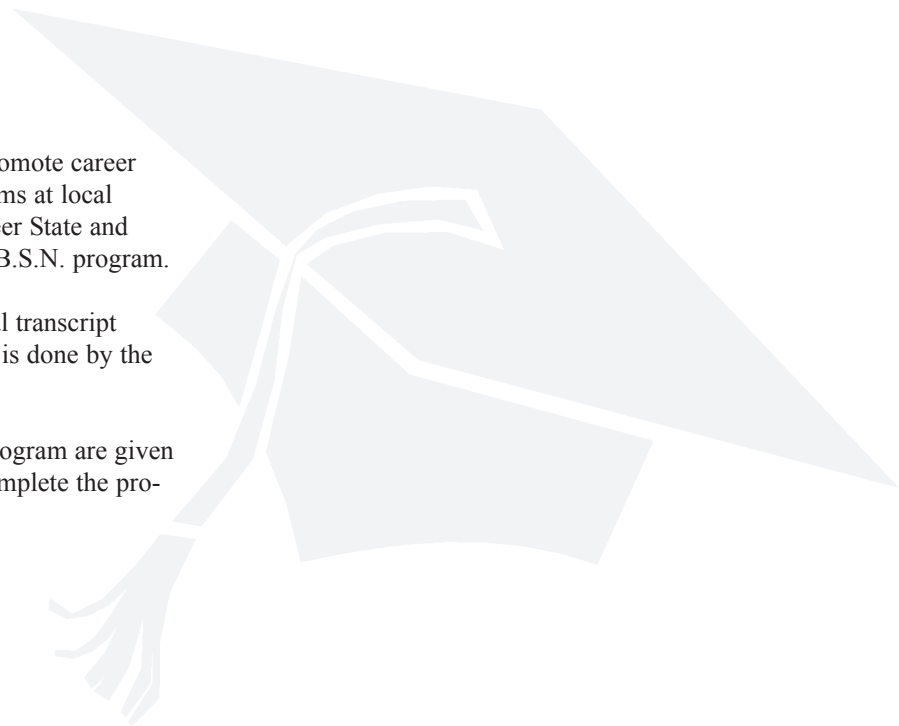 omote career
ms at local
er State and
B.S.N. program.
l transcript
is done by the
ogram are given
mplete the pro-